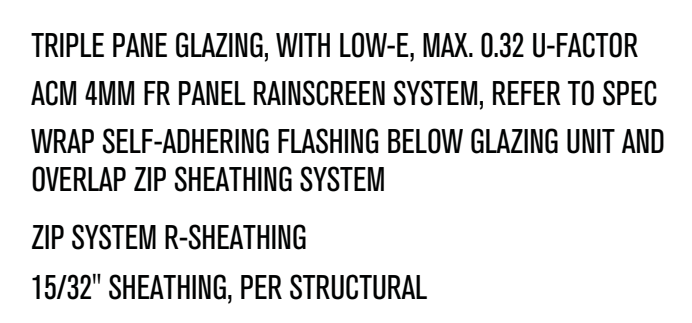 TRIPLE PANE GLAZING, WITH LOW-E, MAX. 0.32 U-FACTOR
ACM 4MM FR PANEL RAINSCREEN SYSTEM, REFER TO SPEC
WRAP SELF-ADHERING FLASHING BELOW GLAZING UNIT AND
OVERLAP ZIP SHEATHING SYSTEM
ZIP SYSTEM R-SHEATHING
15/32" SHEATHING, PER STRUCTURAL